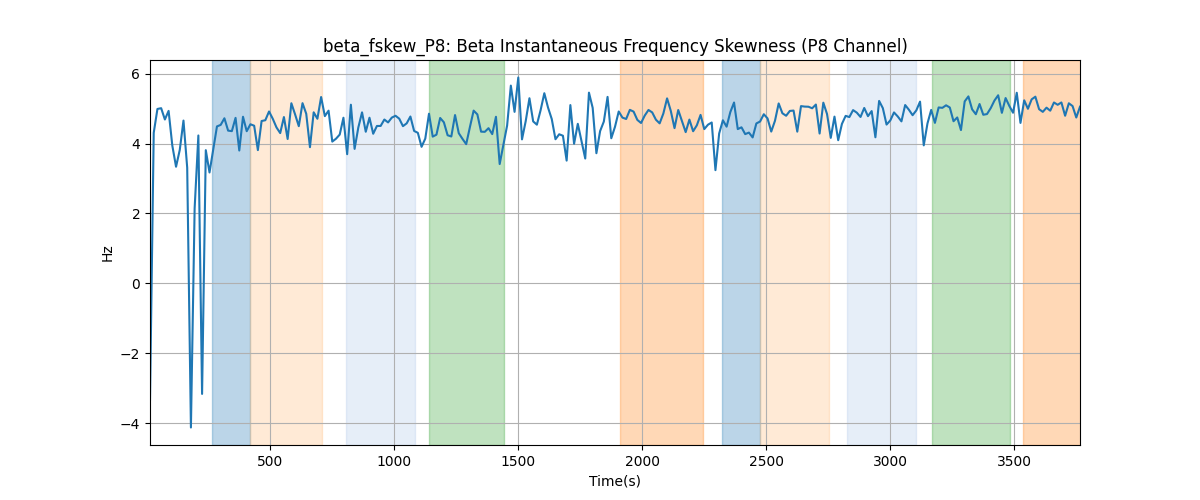 beta_fskew_P8: Beta Instantaneous Frequency Skewness (P8 Channel)
6
4
2
0
−2
−4
Hz
500 1000 1500 2000 2500 3000 3500
Time(s)